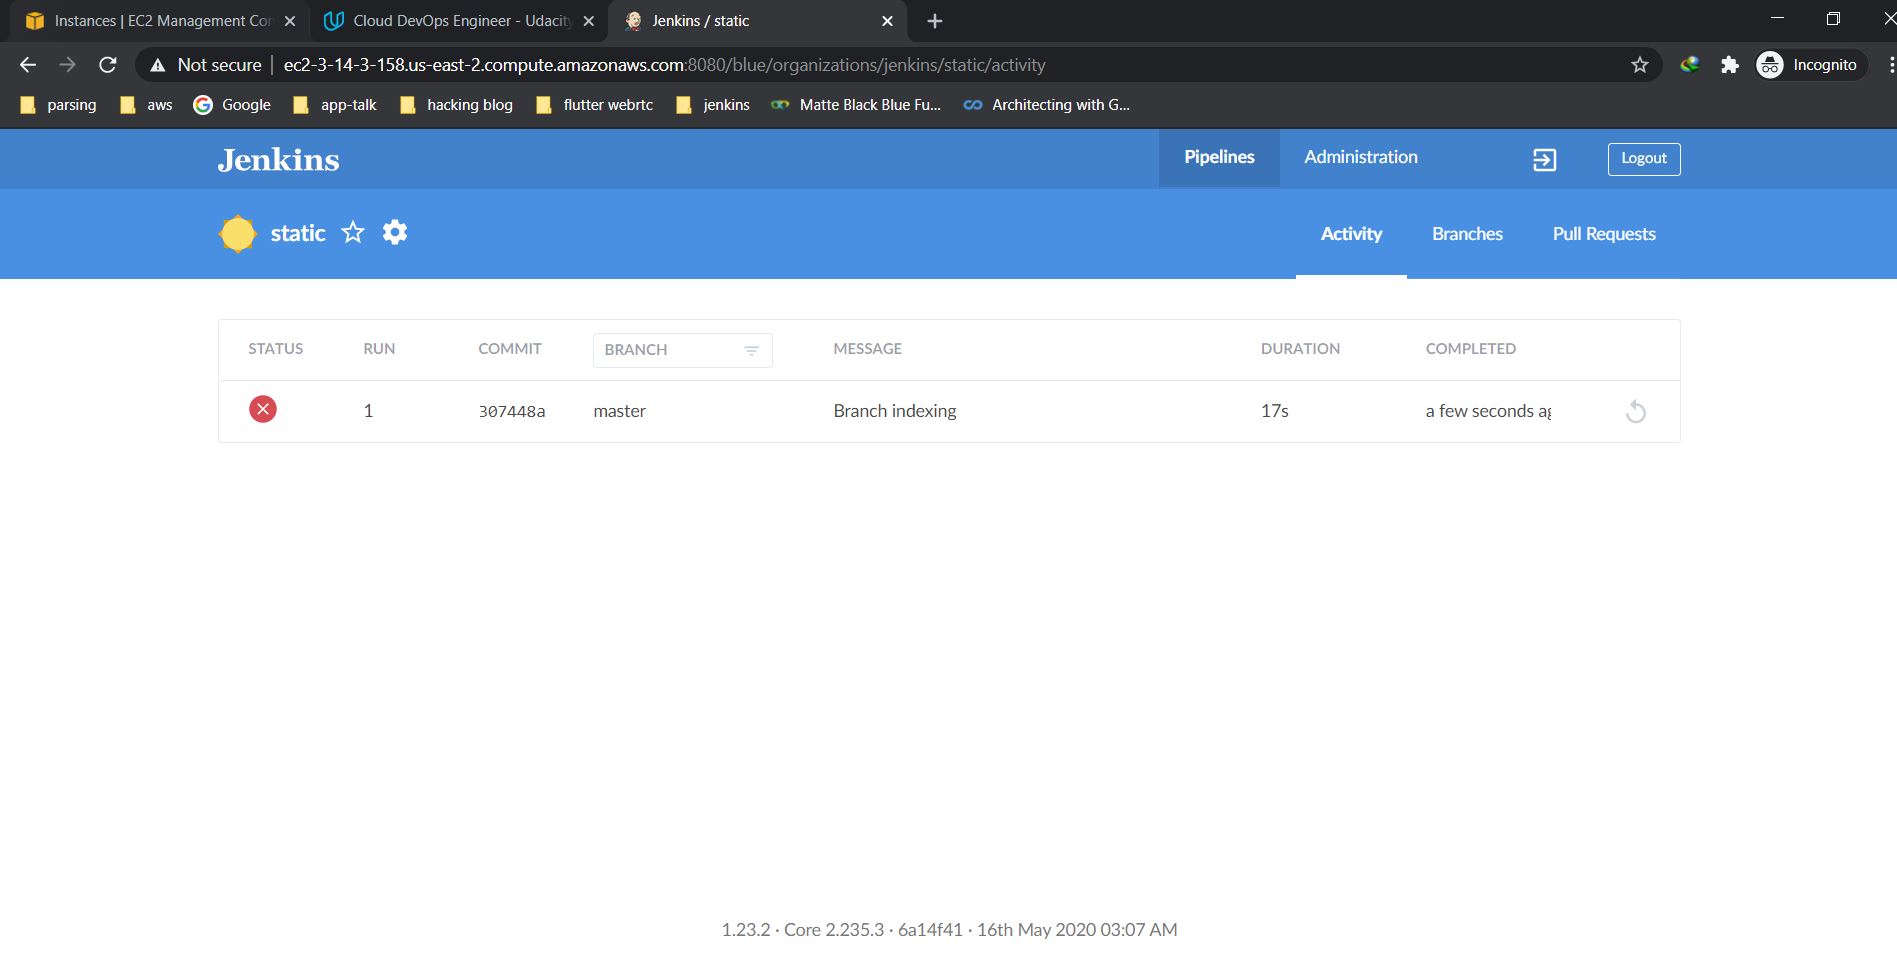 Instances | EC2 Management Con
Cloud DevOps Engineer - Udacity
Jenkins / static
Not secure | ec2-3-14-3-158.us-east-2.compute.amazonaws.com:8080/blue/organizations/jenkins/static/activity
Incognito
parsing aws Google app-talk hacking blog flutter webrtc jenkins Matte Black Blue Fu... Architecting with G...
Jenkins Pipelines Administration Logout
static Activity Branches Pull Requests
STATUS RUN COMMIT BRANCH MESSAGE DURATION COMPLETED
1 307448a master Branch indexing 17s a few seconds ag
1.23.2 · Core 2.235.3 · 6a14f41 · 16th May 2020 03:07 AM